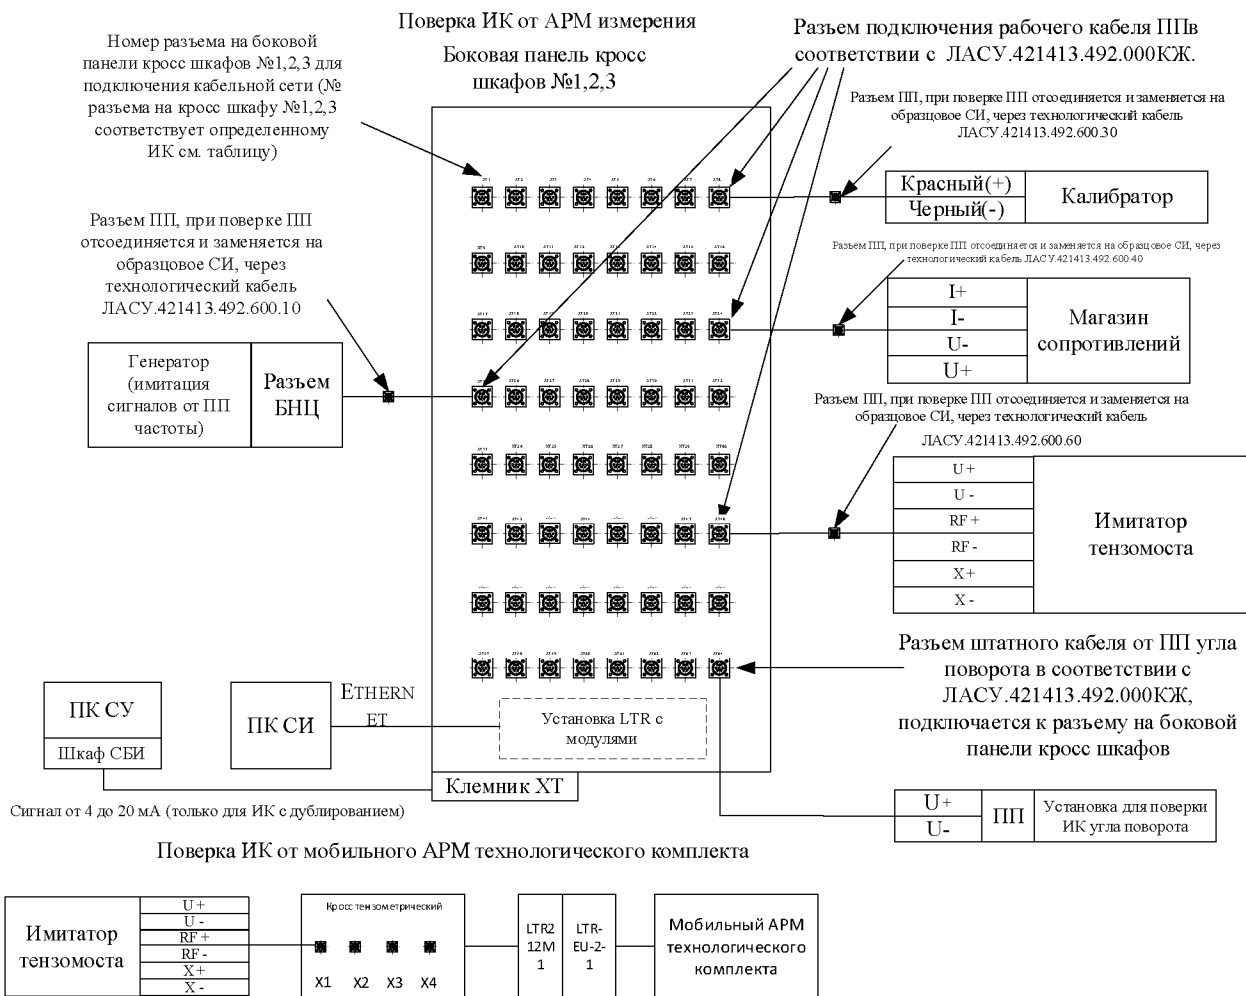 Поверка ИК от АРМ измерения
Боковая панель кросс
шкафов №1,2,3
Номер разъема на боковой
панели кросс шкафов №1,2,3 для
подключения кабельной сети (№
разъема на кросс шкафу №1,2,3
соответствует определенному
ИК см. таблицу)
Разъем подключения рабочего кабеля ППв
соответствии с ЛАСУ.421413.492.000КЖ.
Разъем ПП, при поверке ПП отсоединяется и заменяется на
образцовое СИ, через технологический кабель
ЛАСУ.421413.492.600.30
Красный(+)
Черный(-)
Калибратор
Разъем ПП, при поверке ПП
отсоединяется и заменяется на
образцовое СИ, через
технологический кабель
ЛАСУ.421413.492.600.10
Разъем ПП, при поверке ПП отсоединяется и заменяется на образцовое СИ, через
технологический кабель ЛАСУ.421413.492.600.40
I+
I-
U-
U+
Магазин
сопротивлений
Генератор
(имитация
сигналов от ПП
частоты)
Разъем
БНЦ
Разъем ПП, при поверке ПП отсоединяется и заменяется на
образцовое СИ, через технологический кабель
ЛАСУ.421413.492.600.60
U+
U -
RF +
RF -
X +
X -
Имитатор
тензомоста
Разъем штатного кабеля от ПП угла
поворота в соответствии с
ЛАСУ.421413.492.000КЖ,
подключается к разъему на боковой
панели кросс шкафов
ПК СУ
Шкаф СБИ
ПК СИ
ETHERN
ET
Установка LTR с
модулями
Клемник ХТ
Сигнал от 4 до 20 мА (только для ИК с дублированием)
U+
U-
ПП
Установка для поверки
ИК угла поворота
Поверка ИК от мобильного АРМ технологического комплекта
Имитатор
тензомоста
U +
U -
RF +
RF -
X +
X -
Кросс тензометрический
X1 X2 X3 X4
LTR2
12M
1
LTR-
EU-2-
1
Мобильный АРМ
технологического
комплекта